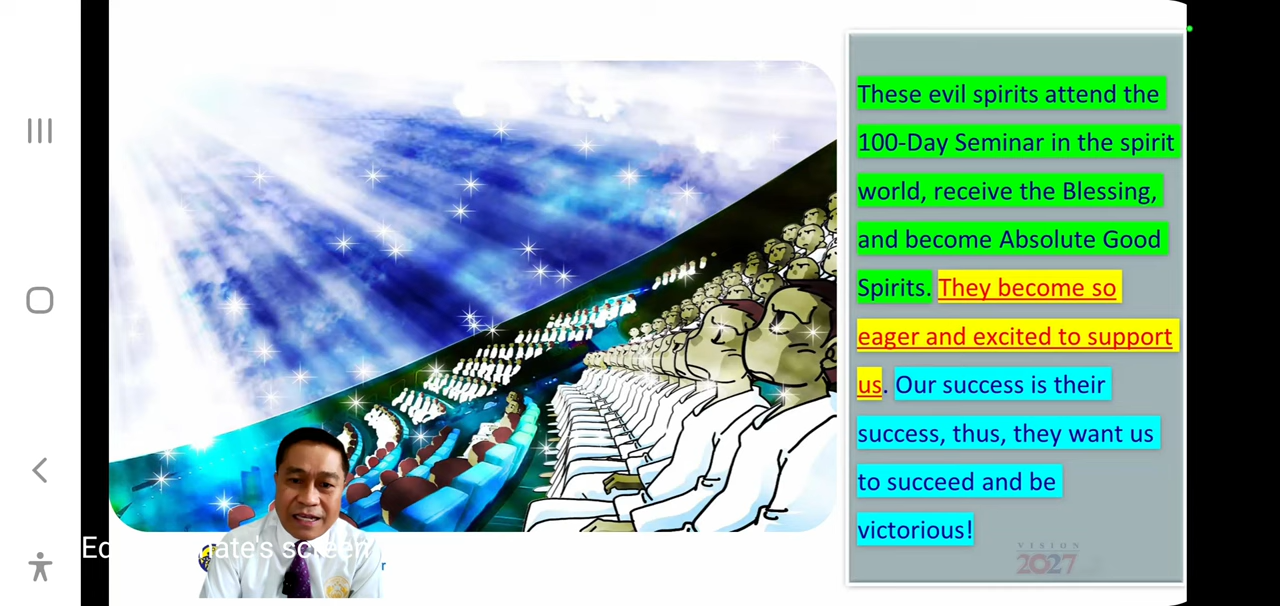 These evil spirits attend the
100-Day Seminar in the spirit
world, receive the Blessing,
and become Absolute Good
Spirits. They become so
eager and excited to support
us. Our success is their
success, thus, they want us
to succeed and be
victorious!
VISION
2027
's screen